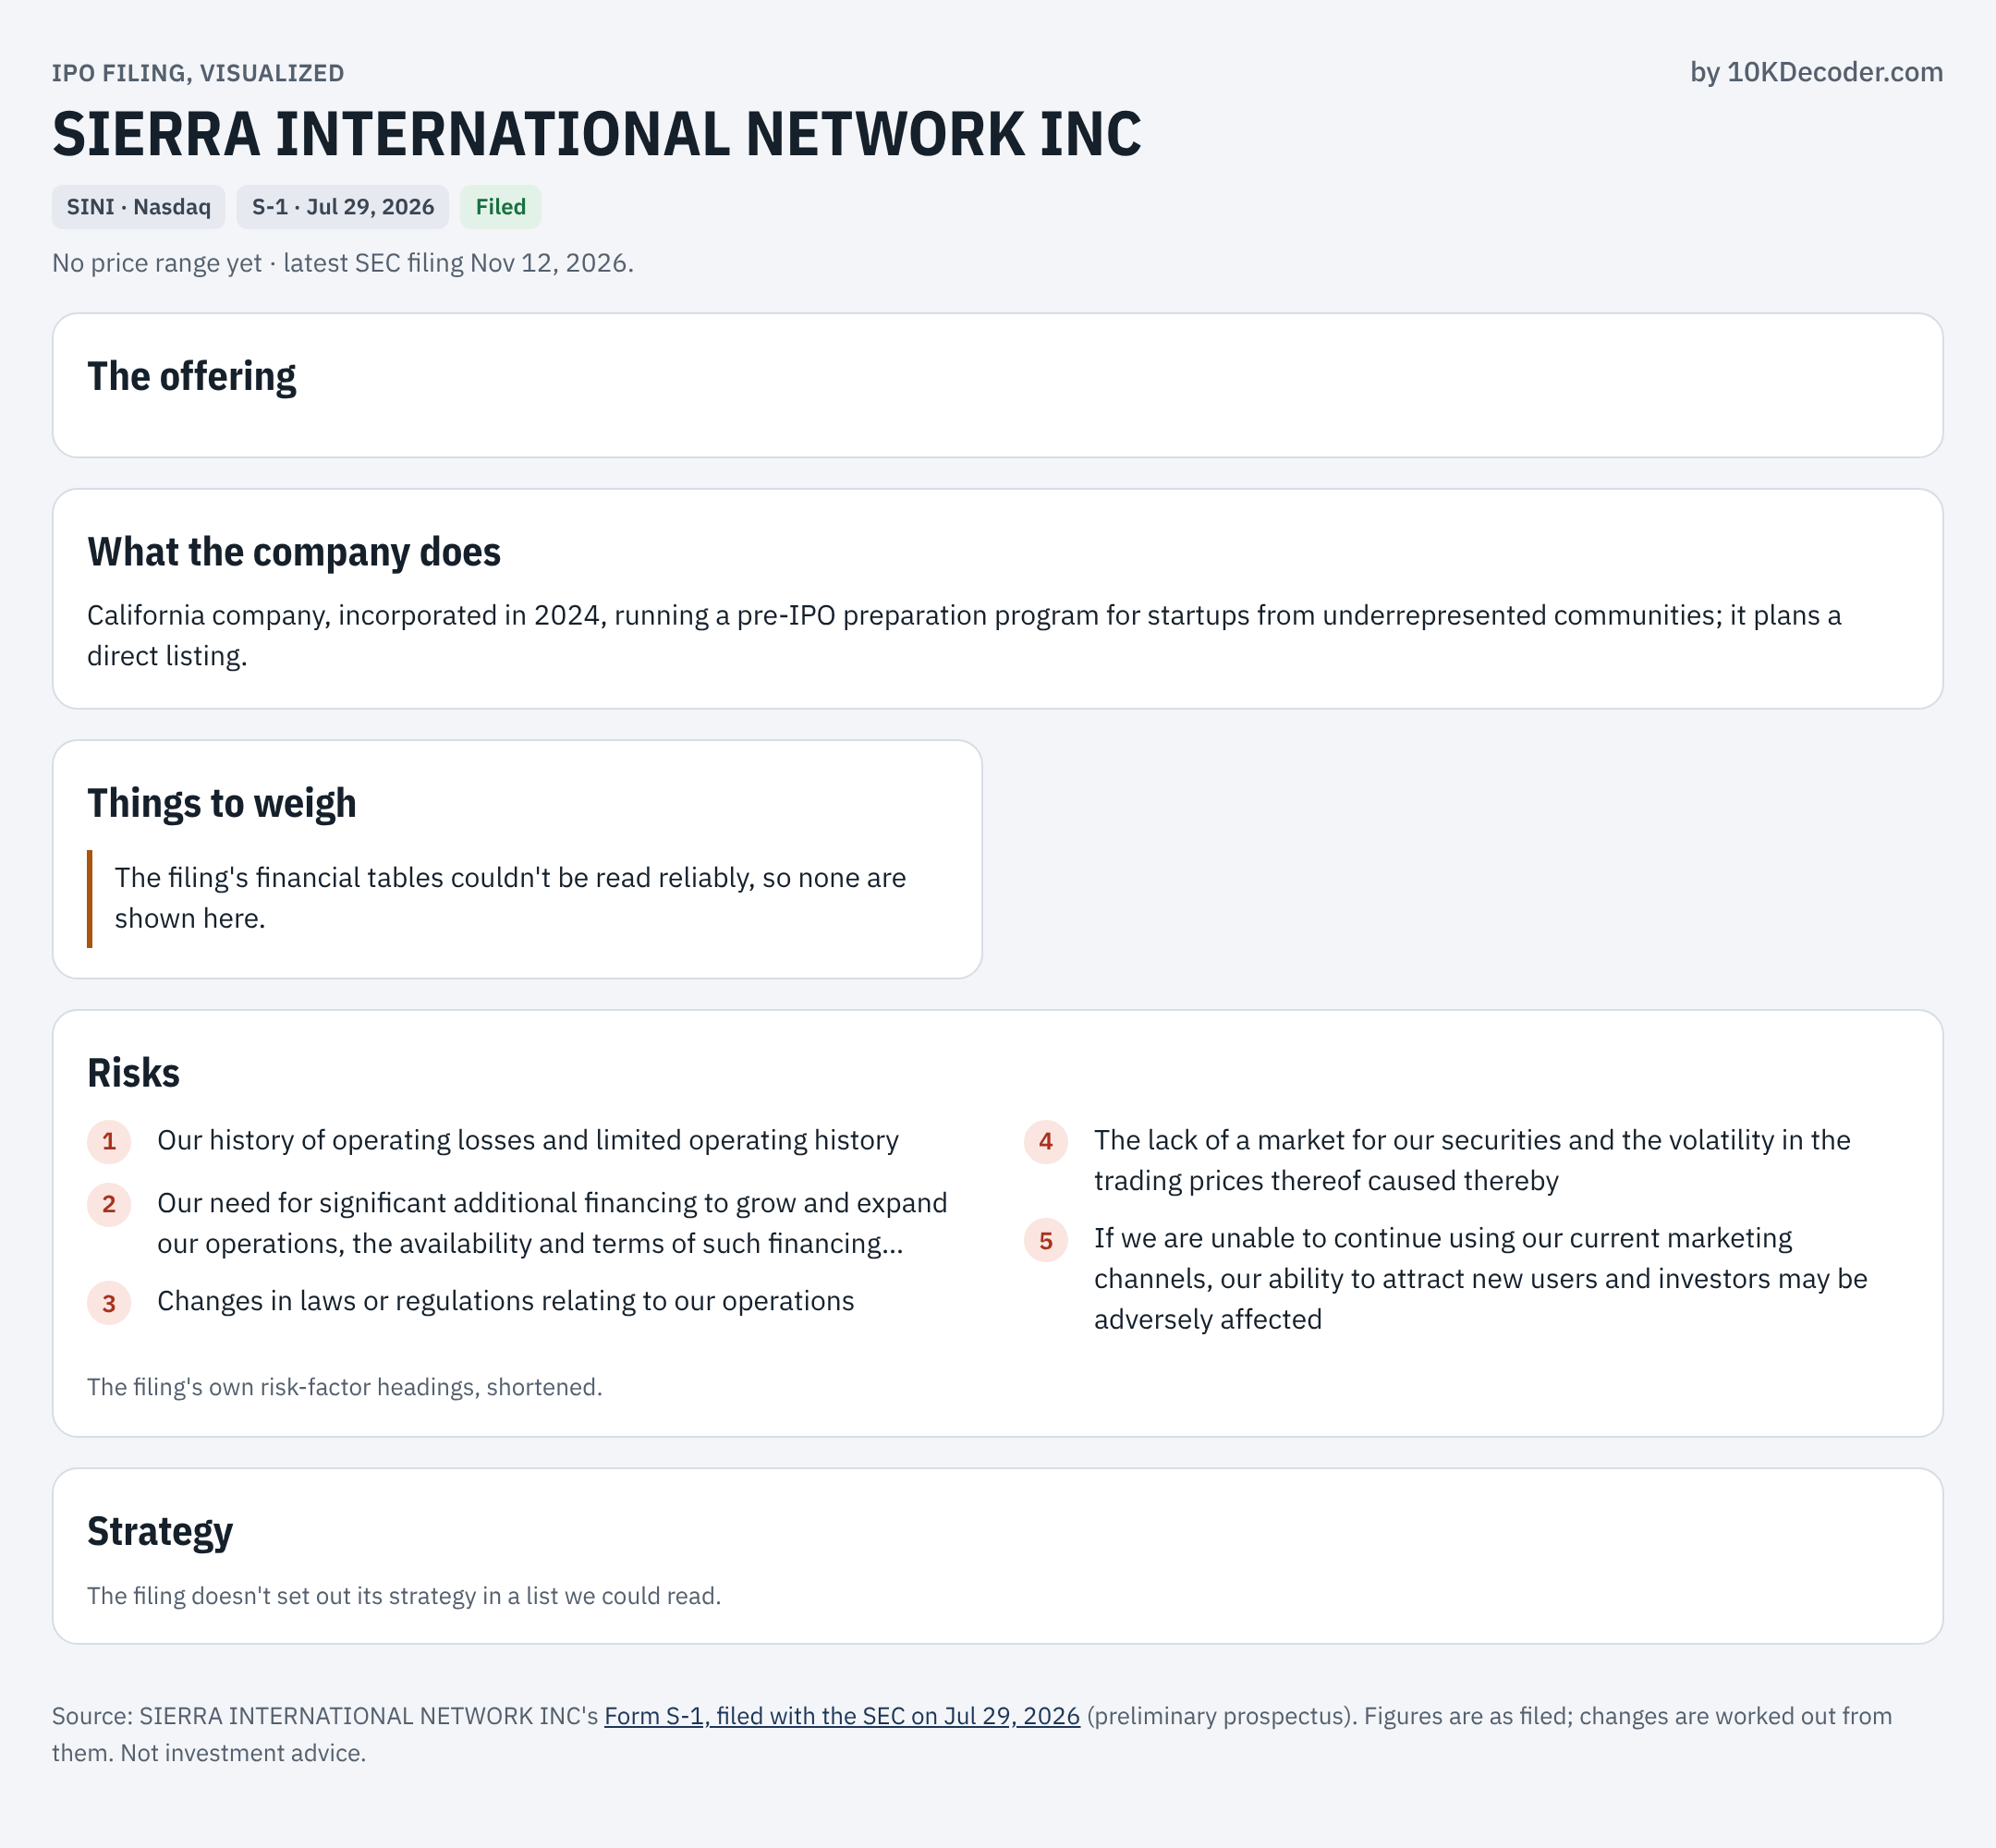 IPO FILING, VISUALIZED
by 10KDecoder.com
SIERRA INTERNATIONAL NETWORK INC
SINI · Nasdaq
S-1 · Jul 29, 2026
Filed
No price range yet · latest SEC filing Nov 12, 2026.
The offering
What the company does
California company, incorporated in 2024, running a pre-IPO preparation program for startups from underrepresented communities; it plans a
direct listing.
Things to weigh
The filing's financial tables couldn't be read reliably, so none are
shown here.
Risks
1 Our history of operating losses and limited operating history
2 Our need for significant additional financing to grow and expand
our operations, the availability and terms of such financing...
3 Changes in laws or regulations relating to our operations
4 The lack of a market for our securities and the volatility in the
trading prices thereof caused thereby
5 If we are unable to continue using our current marketing
channels, our ability to attract new users and investors may be
adversely affected
The filing's own risk-factor headings, shortened.
Strategy
The filing doesn't set out its strategy in a list we could read.
Source: SIERRA INTERNATIONAL NETWORK INC's Form S-1, filed with the SEC on Jul 29, 2026 (preliminary prospectus). Figures are as filed; changes are worked out from
them. Not investment advice.